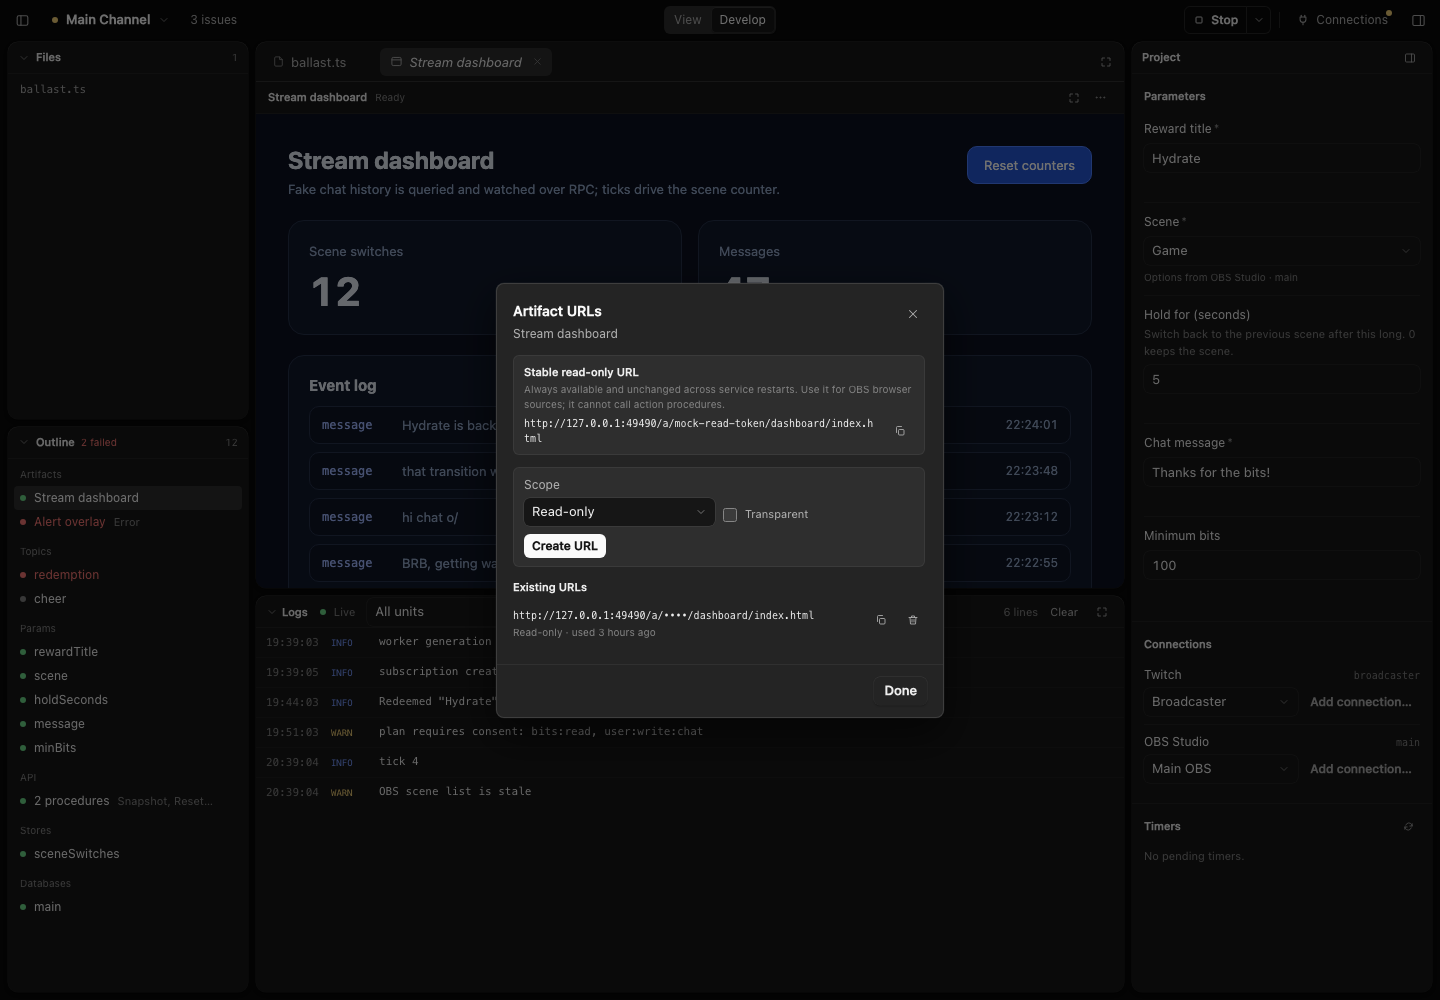 Main Channel
3 issues
View
Develop
Stop
Connections
Files
1
ballast.ts
Outline
2 failed
12
Artifacts
Stream dashboard
Alert overlay
Error
Topics
redemption
cheer
Params
rewardTitle
scene
holdSeconds
message
minBits
API
2 procedures
Snapshot, Reset...
Stores
sceneSwitches
Databases
main
ballast.ts
Stream dashboard
Stream dashboard
Ready
Stream dashboard
Fake chat history is queried and watched over RPC; ticks drive the scene counter.
Reset counters
Scene switches
12
Messages
Event log
message
Hydrate is back
22:24:01
message
that transition
22:23:48
message
hi chat o/
22:23:12
message
BRB, getting wa
22:22:55
Artifact URLs
Stream dashboard
Stable read-only URL
Always available and unchanged across service restarts. Use it for OBS browser
sources; it cannot call action procedures.
http://127.0.0.1:49490/a/mock-read-token/dashboard/index.h
tml
Scope
Read-only
Transparent
Create URL
Existing URLs
http://127.0.0.1:49490/a/••••/dashboard/index.html
Read-only · used 3 hours ago
Done
Logs
Live
All units
6 lines
Clear
19:39:03 INFO worker generation
19:39:05 INFO subscription creat
19:44:03 INFO Redeemed "Hydrate"
19:51:03 WARN plan requires consent: bits:read, user:write:chat
20:39:04 INFO tick 4
20:39:04 WARN OBS scene list is stale
Project
Parameters
Reward title *
Hydrate
Scene *
Game
Options from OBS Studio · main
Hold for (seconds)
Switch back to the previous scene after this long. 0
keeps the scene.
5
Chat message *
Thanks for the bits!
Minimum bits
100
Connections
Twitch
broadcaster
Broadcaster
Add connection...
OBS Studio
main
Main OBS
Add connection...
Timers
No pending timers.